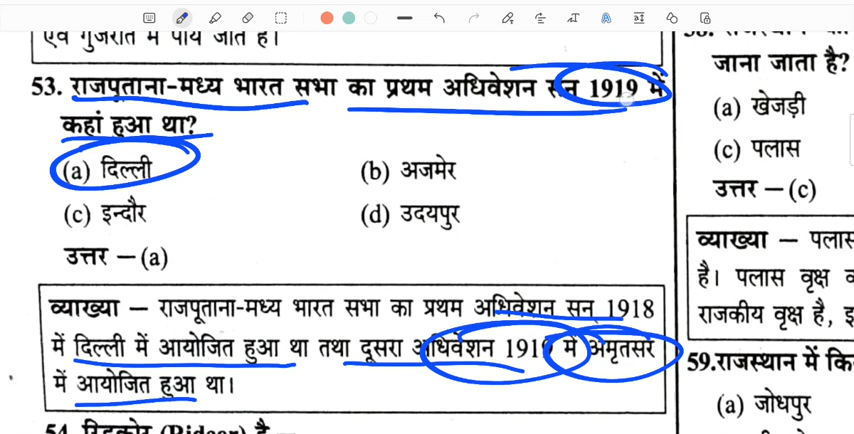 एवं गुजरात में पाये जाते हैं।
53. राजपूताना-मध्य भारत सभा का प्रथम अधिवेशन सन् 1919 में
कहां हुआ था?
(a) दिल्ली (b) अजमेर
(c) इन्दौर (d) उदयपुर
उत्तर – (a)
व्याख्या – राजपूताना-मध्य भारत सभा का प्रथम अधिवेशन सन् 1918
में दिल्ली में आयोजित हुआ था तथा दूसरा अधिवेशन 1919 में अमृतसर
में आयोजित हुआ था।
जाना जाता है?
(a) खेजड़ी
(c) पलास
उत्तर – (c)
व्याख्या – पलास
है। पलास वृक्ष
राजकीय वृक्ष है,
59.राजस्थान में
(a) जोधपुर